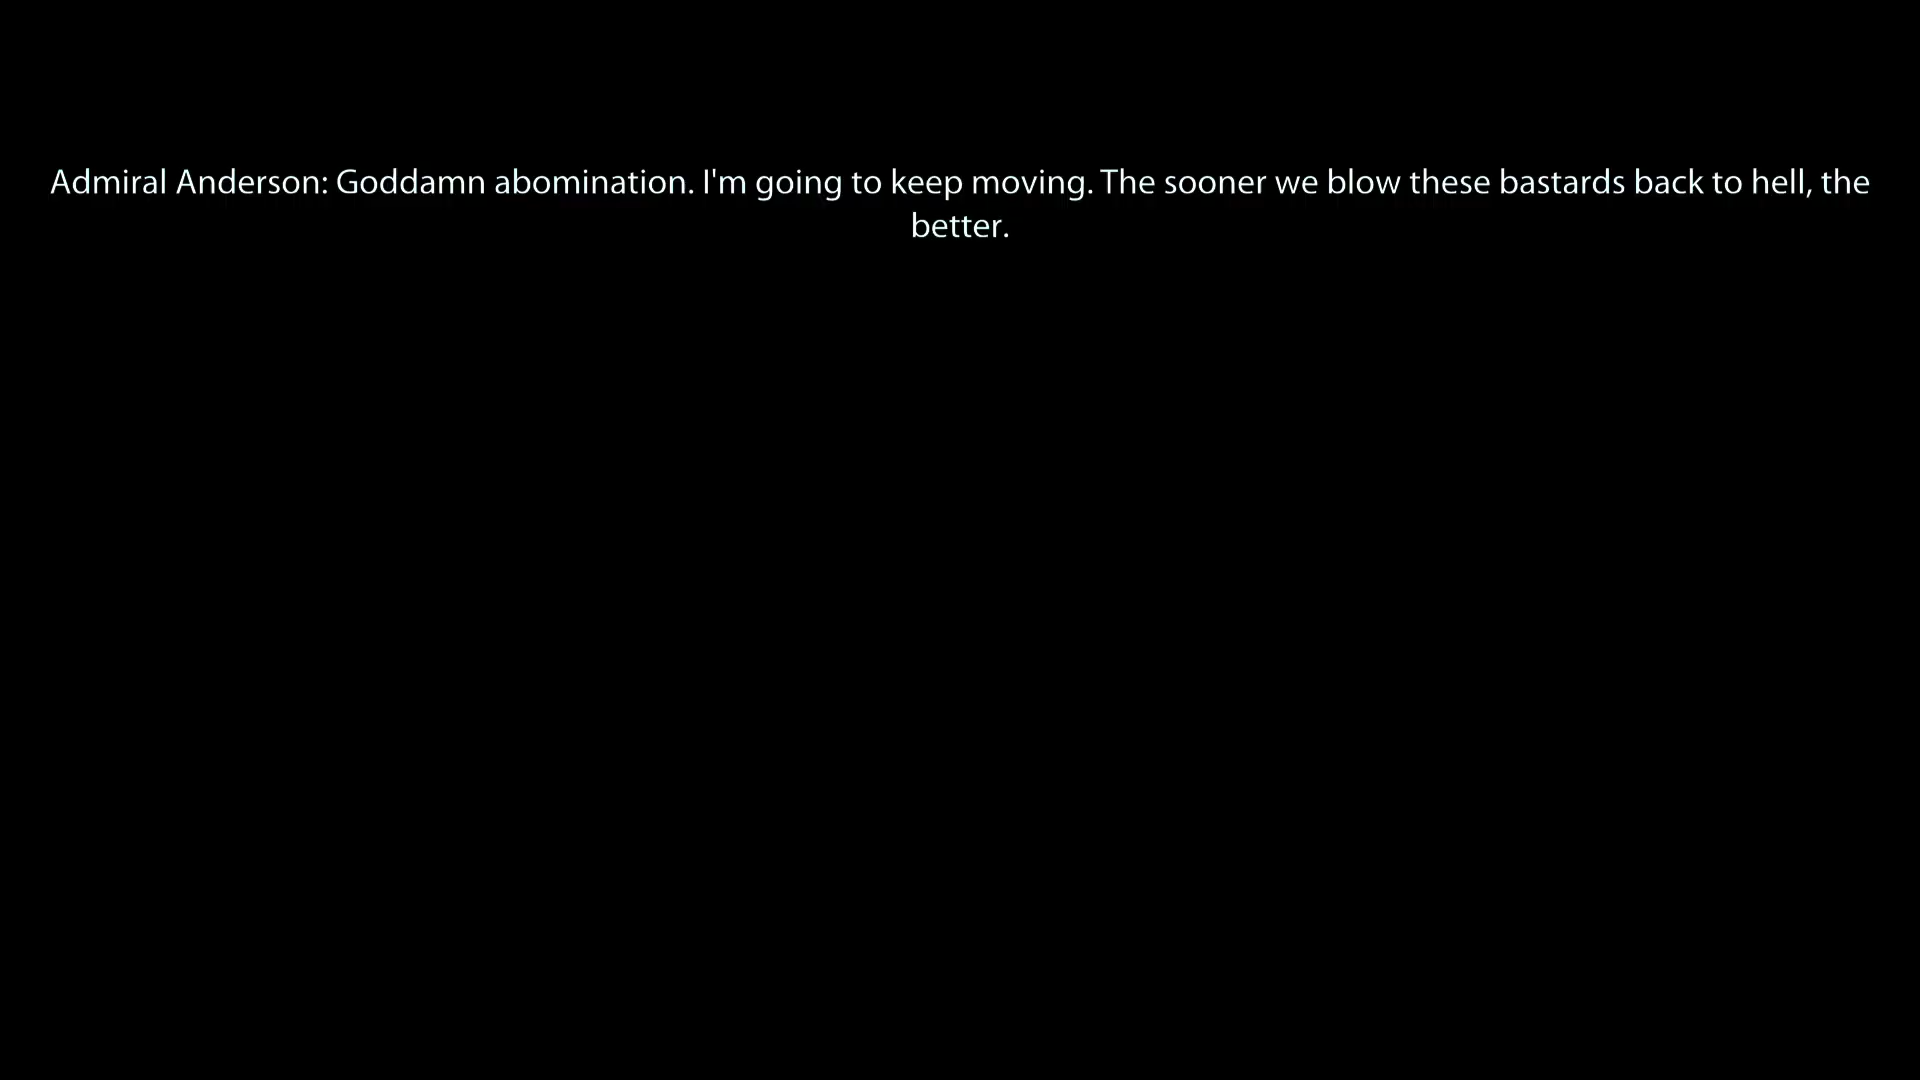 Admiral Anderson: Goddamn abomination. I'm going to keep moving. The sooner we blow these bastards back to hell, the
better.